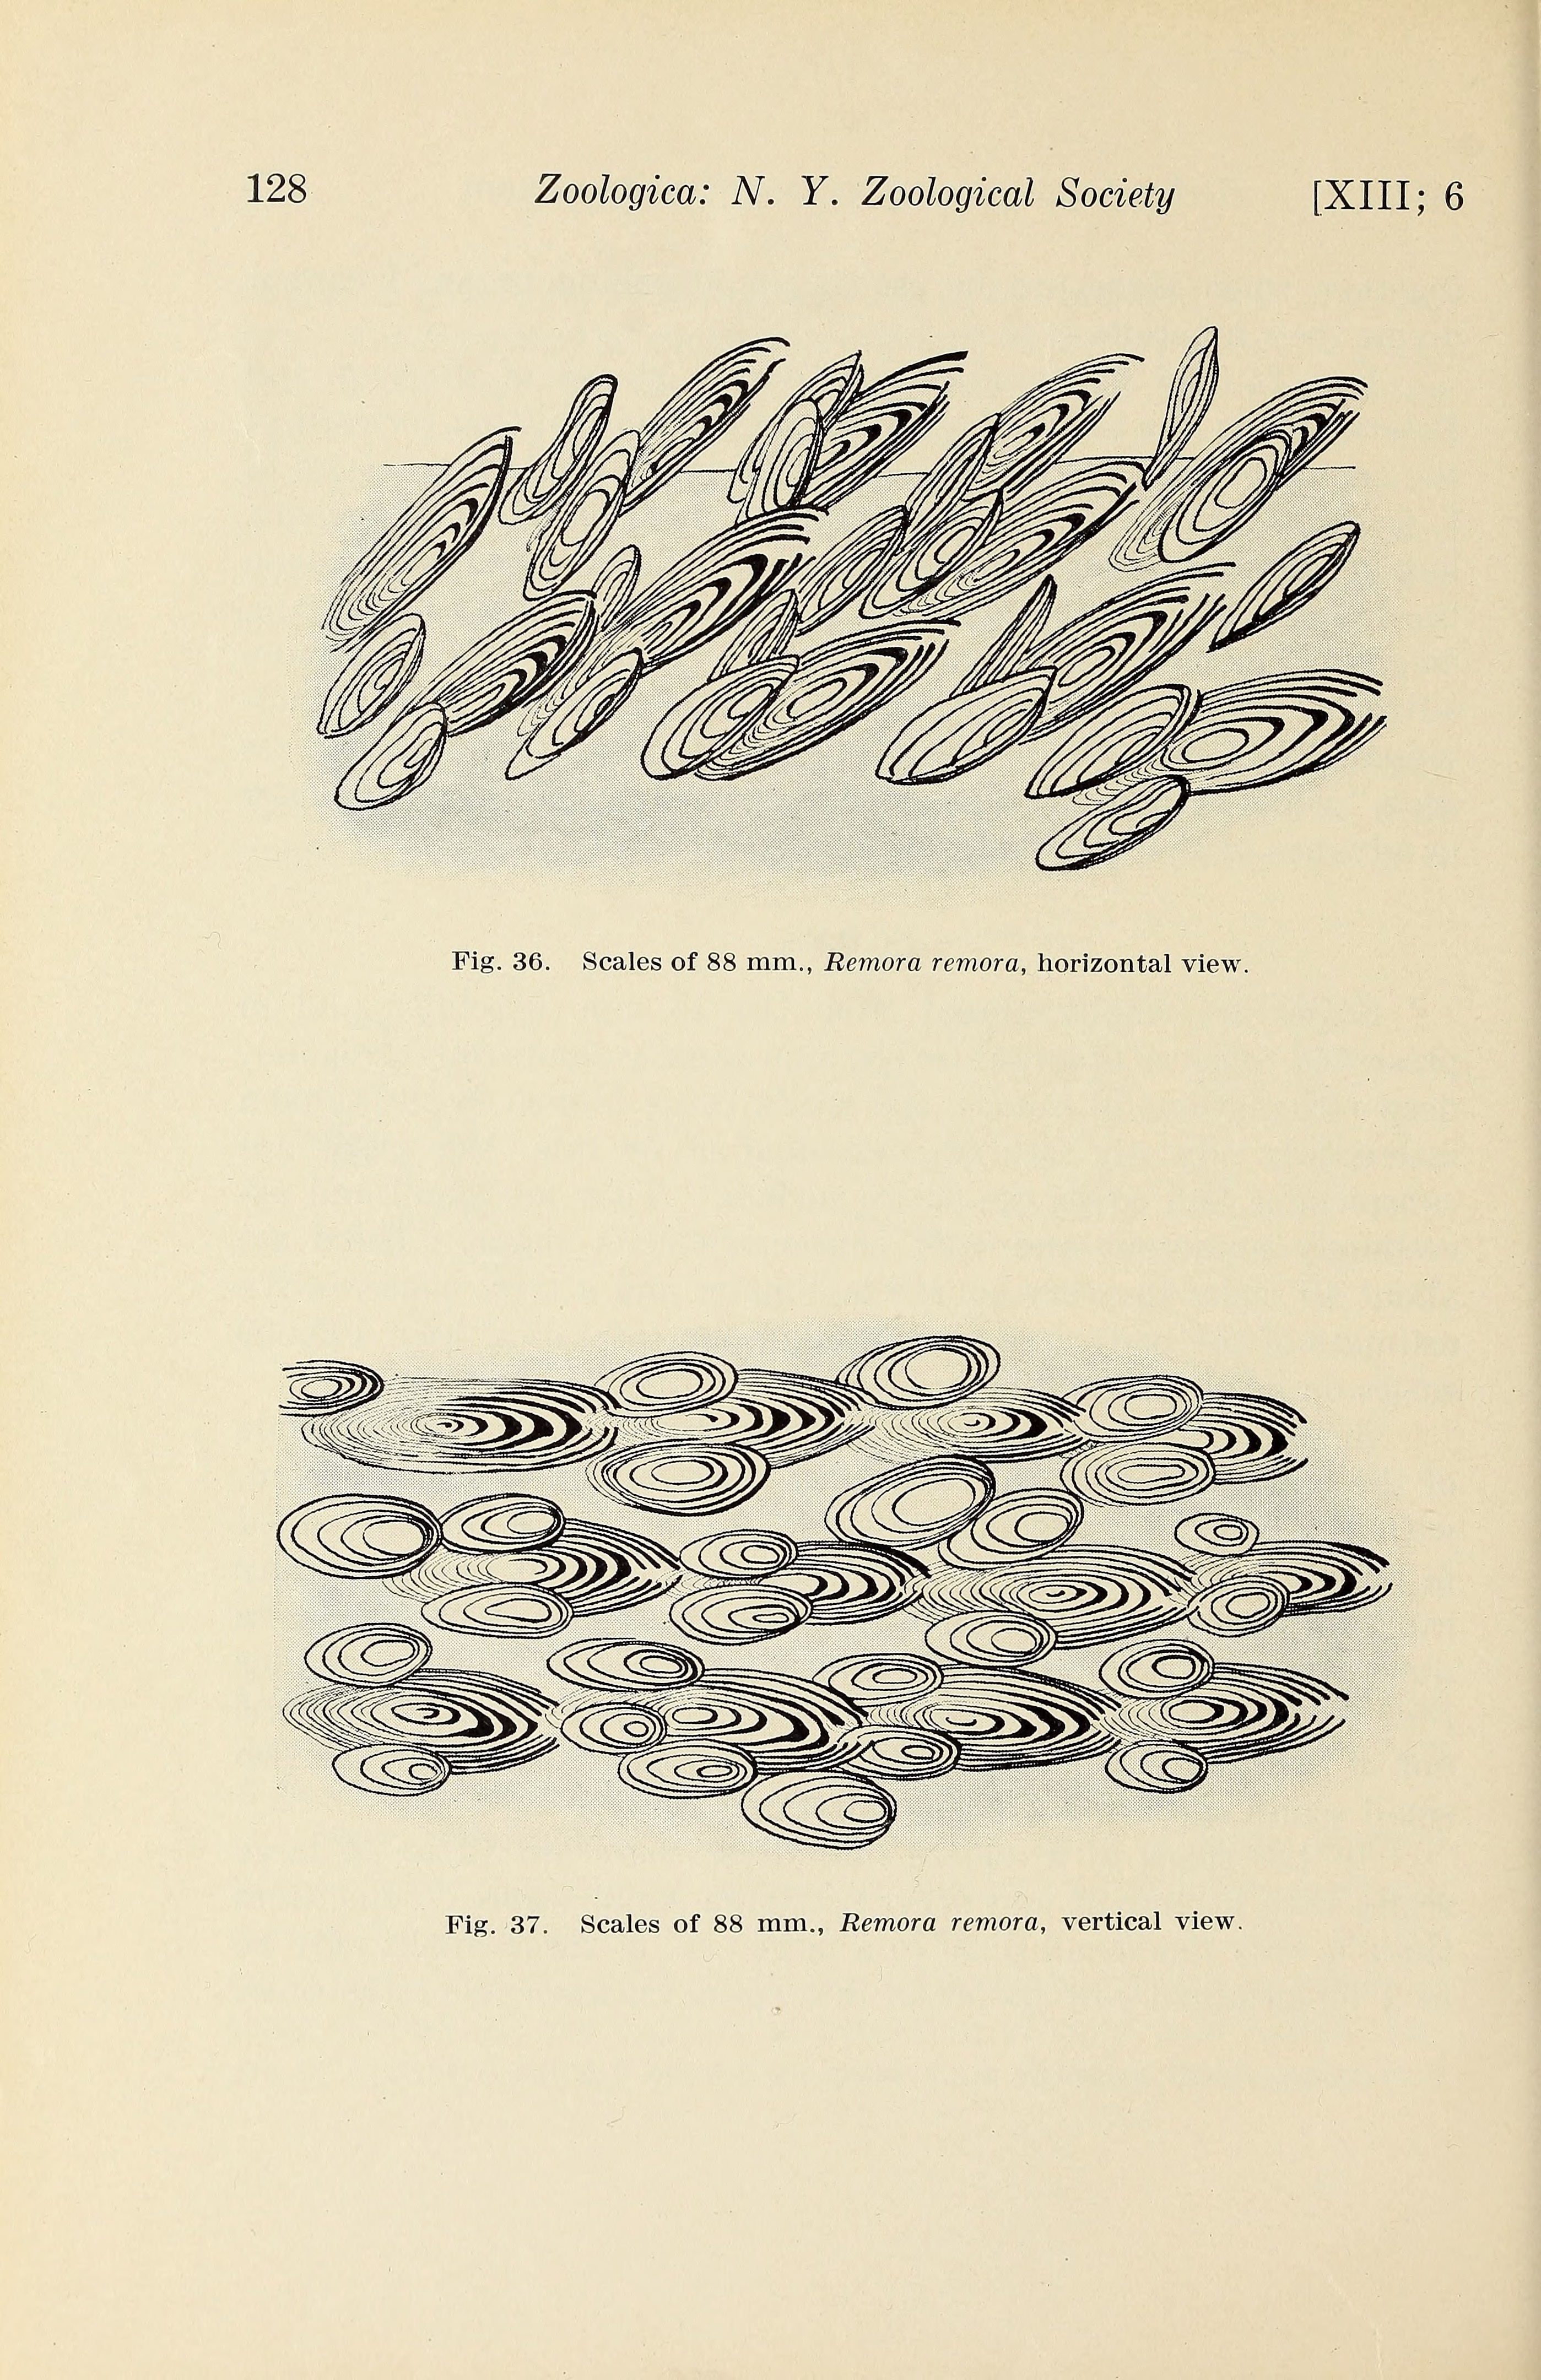 128 Zoologica: N. Y. Zoological Society [XIII; 6
Fig. 36. Scales of 88 mm., Remora remora, horizontal view.
Fig. 37. Scales of 88 mm., Remora remora, vertical view.